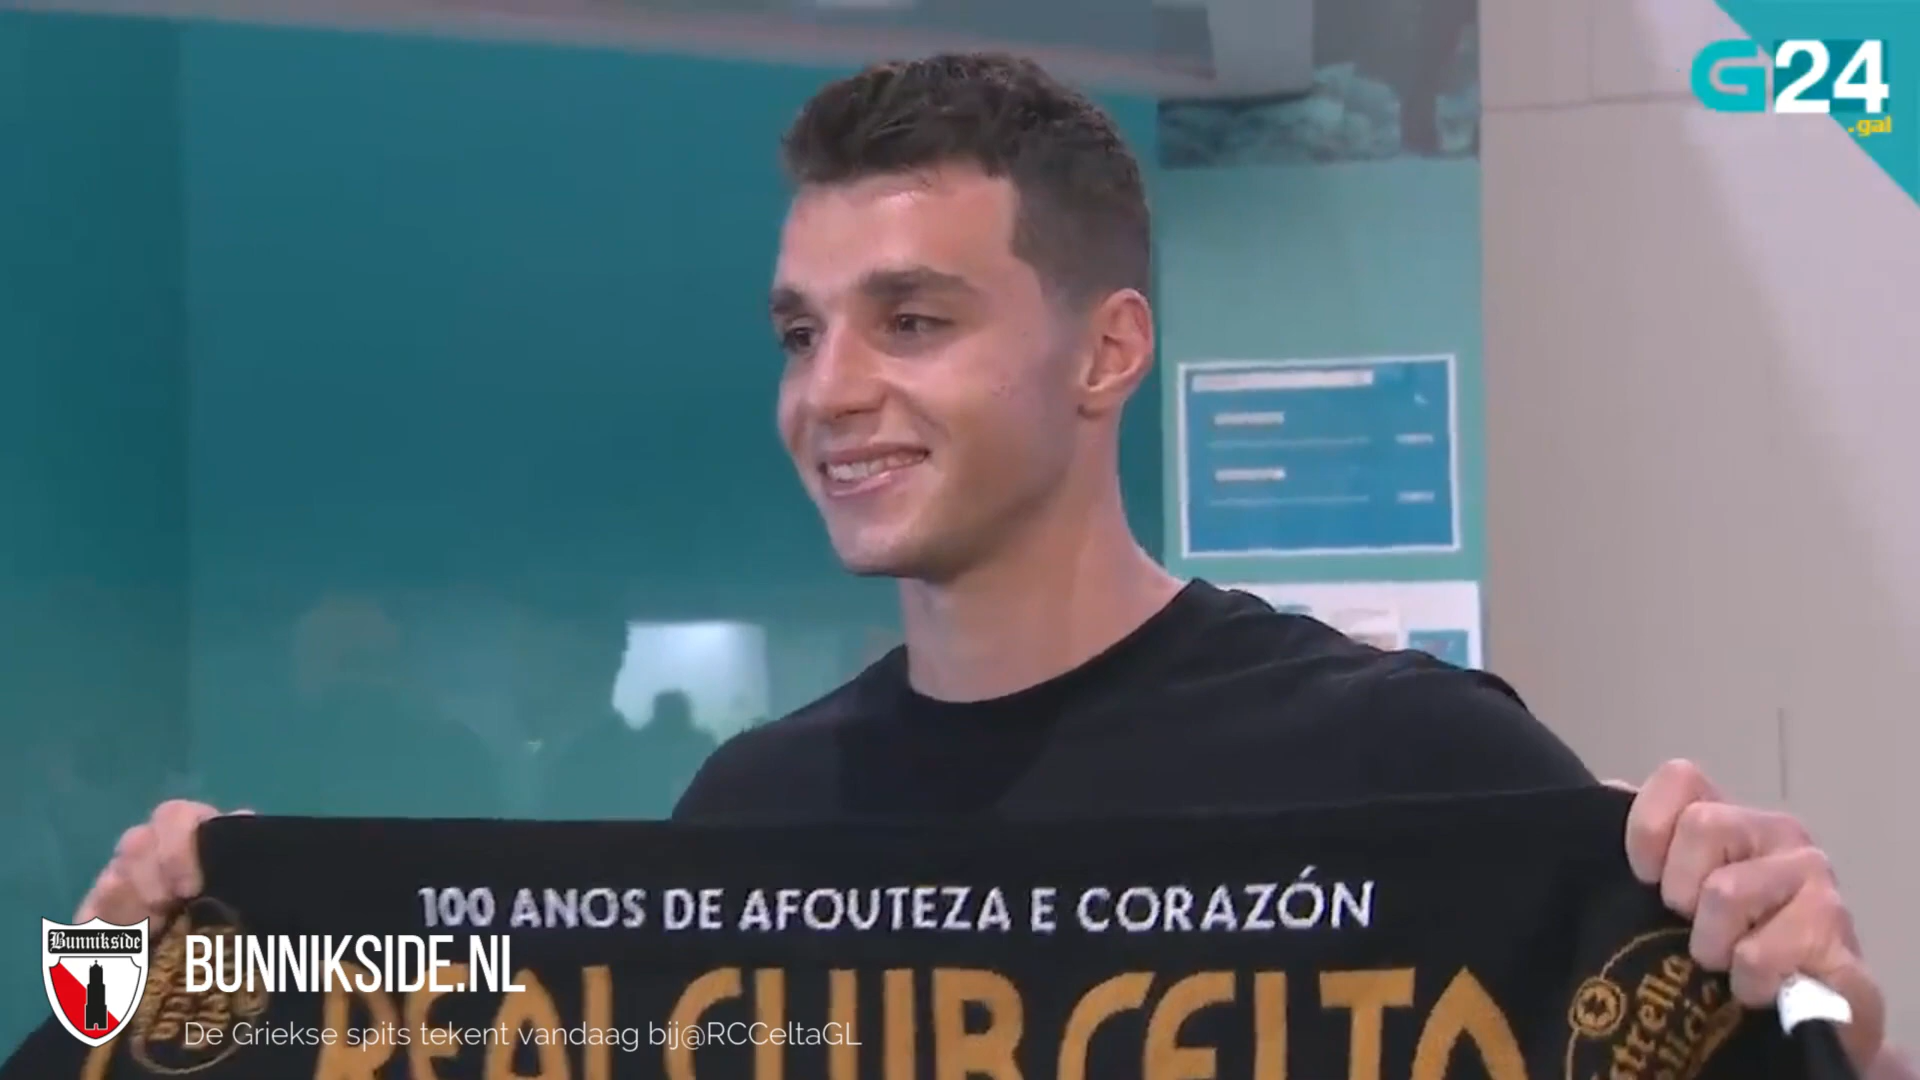 G24
.gal
100 ANOS DE AFOUTEZA E CORAZÓN
REAL CLUB CELTA
Estrella
Bunnikside
BUNNIKSIDE.NL
De Griekse spits tekent vandaag bij@RCCeltaGL